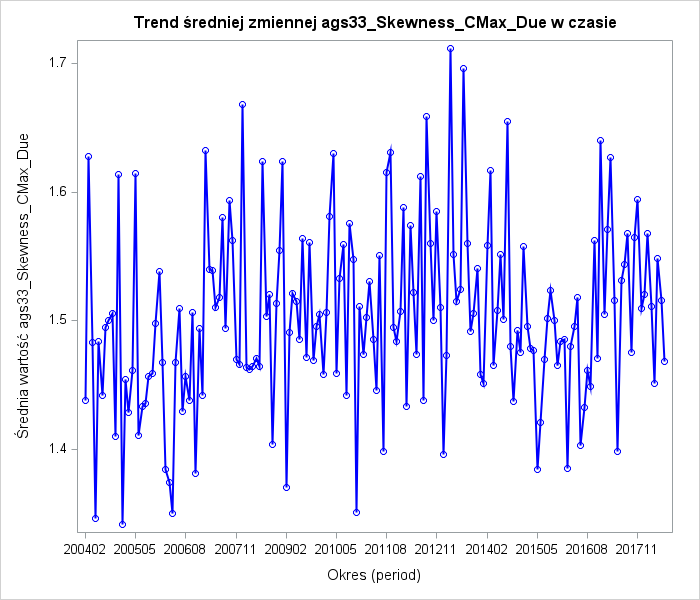 Trend średniej zmiennej ags33_Skewness_CMax_Due w czasie
Średnia wartość ags33_Skewness_CMax_Due
1.7
1.6
1.5
1.4
200402 200505 200608 200711 200902 201005 201108 201211 201402 201505 201608 201711
Okres (period)